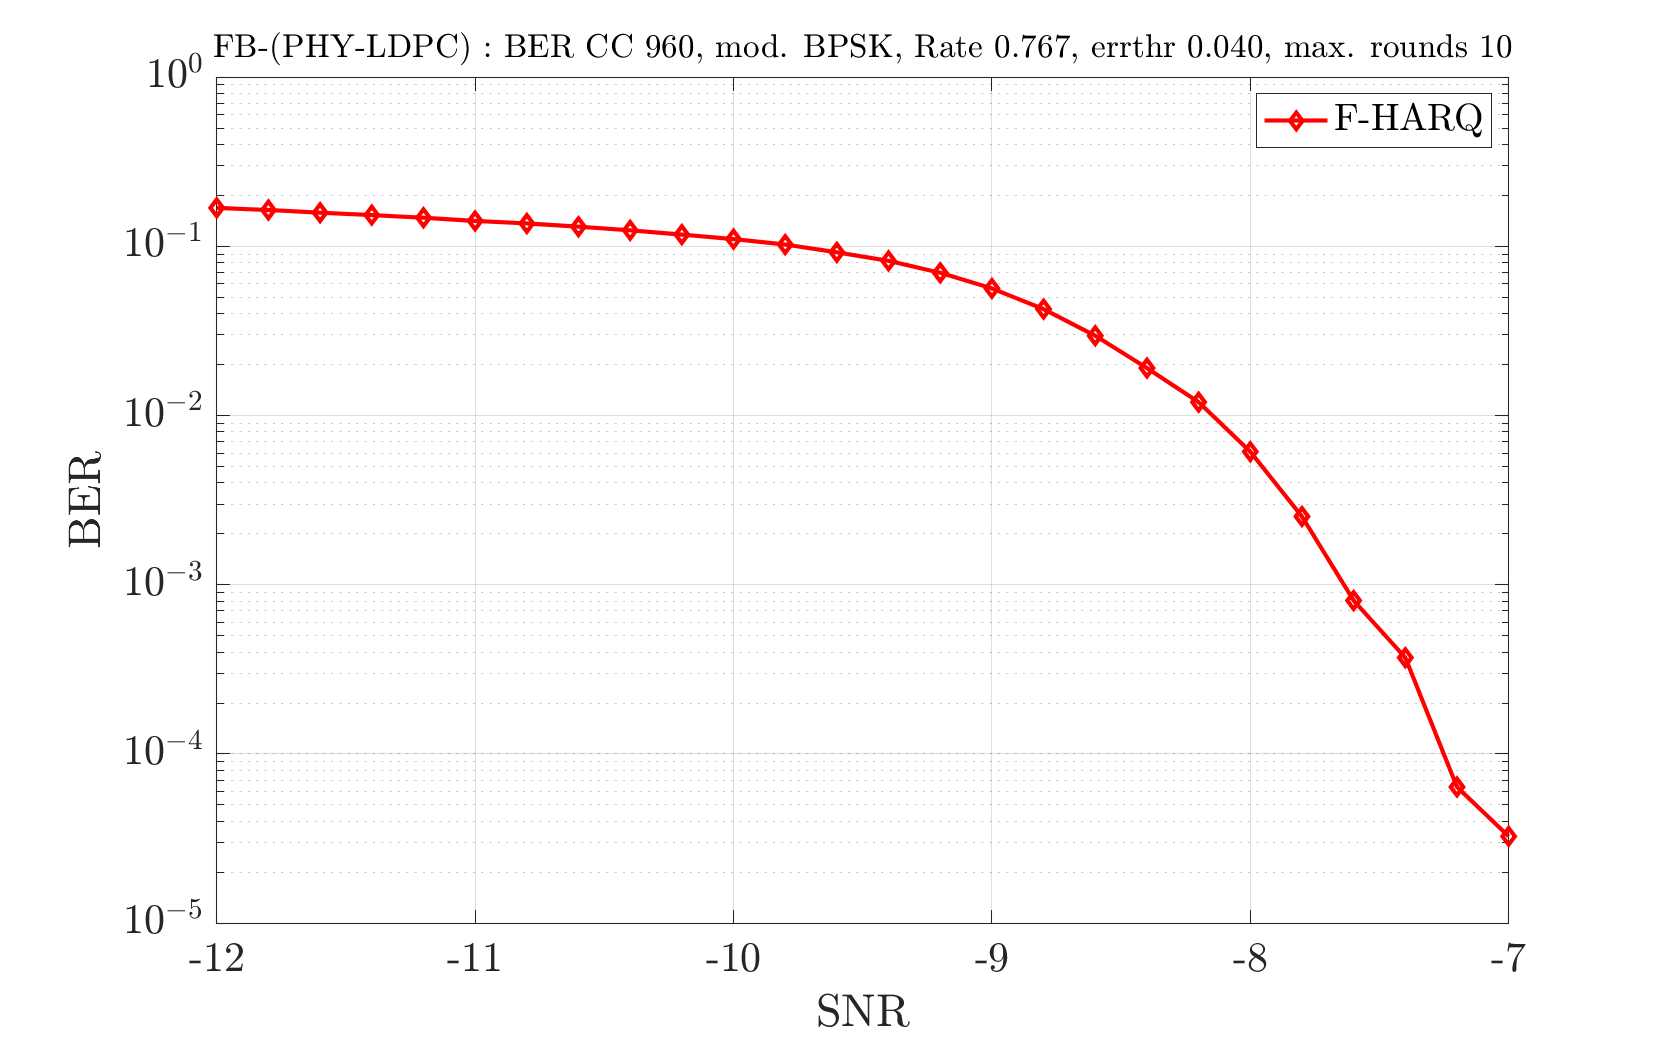 FB-(PHY-LDPC) : BER CC 960, mod. BPSK, Rate 0.767, errthr 0.040, max. rounds 10
F-HARQ
10^0
10^{-1}
10^{-2}
10^{-3}
10^{-4}
10^{-5}
BER
-12 -11 -10 -9 -8 -7
SNR